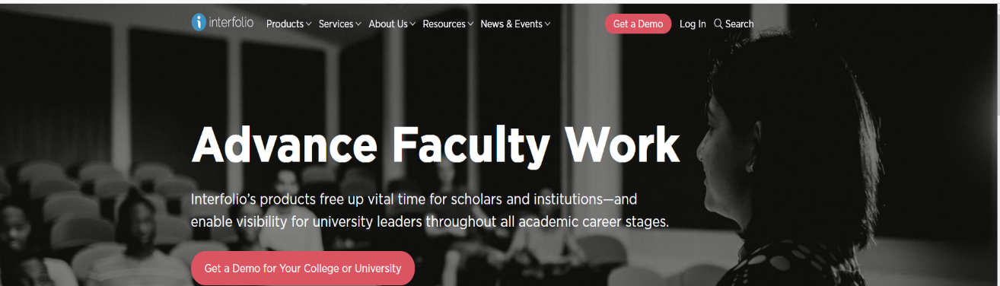 interfolio Products Services About Us Resources News & Events Get a Demo Log In Search
Advance Faculty Work
Interfolio's products free up vital time for scholars and institutions—and
enable visibility for university leaders throughout all academic career stages.
Get a Demo for Your College or University